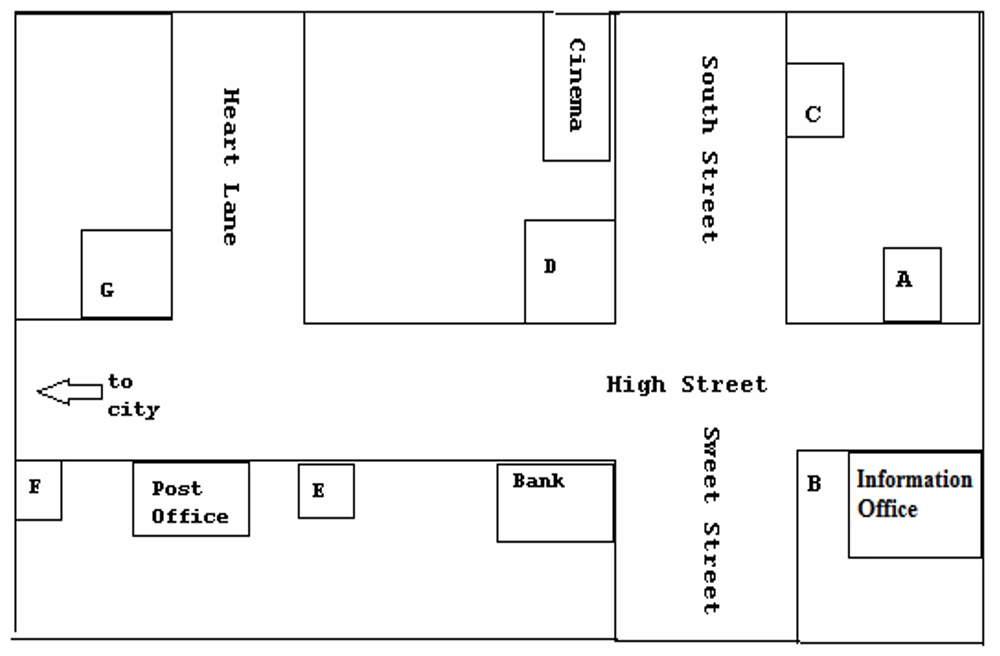 Cinema
South Street
Heart Lane
C
D
A
G
to
city
High Street
F
Post
Office
E
Bank
Sweet Street
B
Information
Office